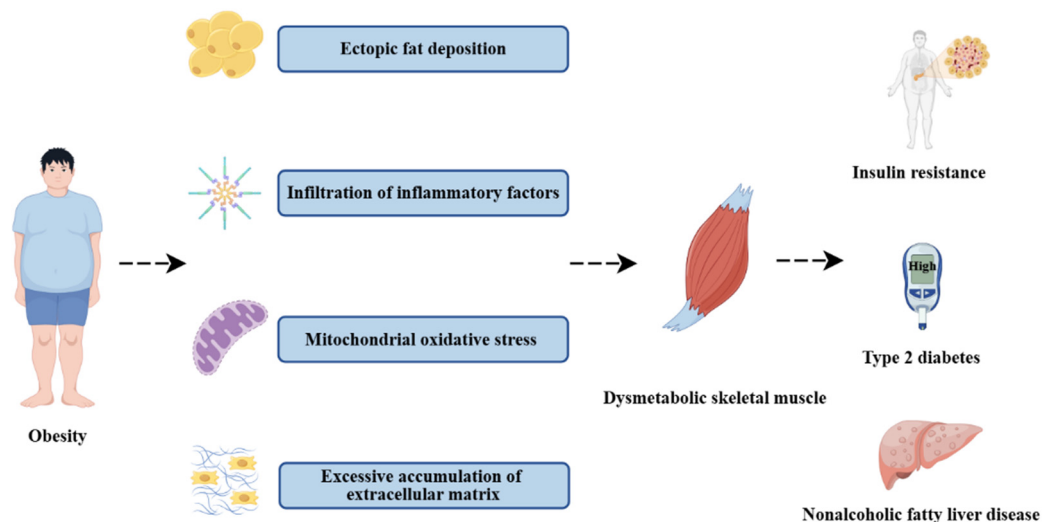 Ectopic fat deposition
Infiltration of inflammatory factors
Mitochondrial oxidative stress
Excessive accumulation of
extracellular matrix
Obesity
Dysmetabolic skeletal muscle
Insulin resistance
High
Type 2 diabetes
Nonalcoholic fatty liver disease